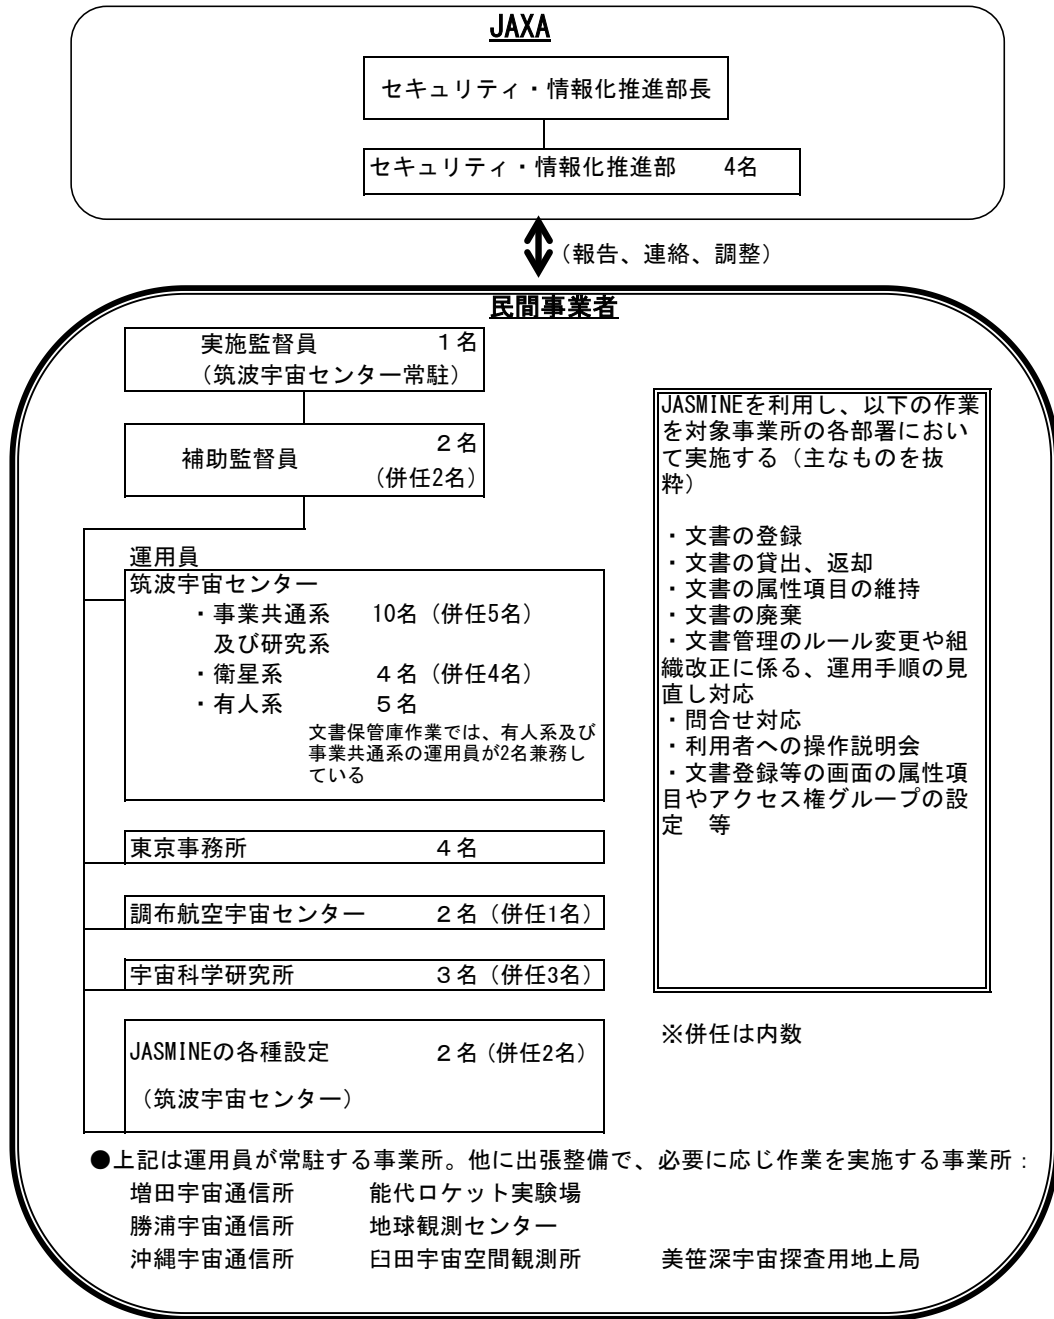 JAXA
セキュリティ・情報化推進部長
セキュリティ・情報化推進部　4名
(報告、連絡、調整)
民間事業者
実施監督員　１名
(筑波宇宙センター常駐)
補助監督員　２名
(併任2名)
運用員
筑波宇宙センター
・事業共通系　10名 (併任5名)
及び研究系
・衛星系　４名 (併任4名)
・有人系　５名
文書保管庫作業では、有人系及び
事業共通系の運用員が2名兼務し
ている
東京事務所　４名
調布航空宇宙センター　２名 (併任1名)
宇宙科学研究所　３名 (併任3名)
JASMINEの各種設定　２名 (併任2名)
(筑波宇宙センター)
JASMINEを利用し、以下の作業
を対象事業所の各部署におい
て実施する（主なものを抜
粋）
・文書の登録
・文書の貸出、返却
・文書の属性項目の維持
・文書の廃棄
・文書管理のルール変更や組
織改正に係る、運用手順の見
直し対応
・問合せ対応
・利用者への操作説明会
・文書登録等の画面の属性項
目やアクセス権グループの設
定　等
※併任は内数
●上記は運用員が常駐する事業所。他に出張整備で、必要に応じ作業を実施する事業所：
増田宇宙通信所　能代ロケット実験場
勝浦宇宙通信所　地球観測センター
沖縄宇宙通信所　臼田宇宙空間観測所　美笹深宇宙探査用地上局